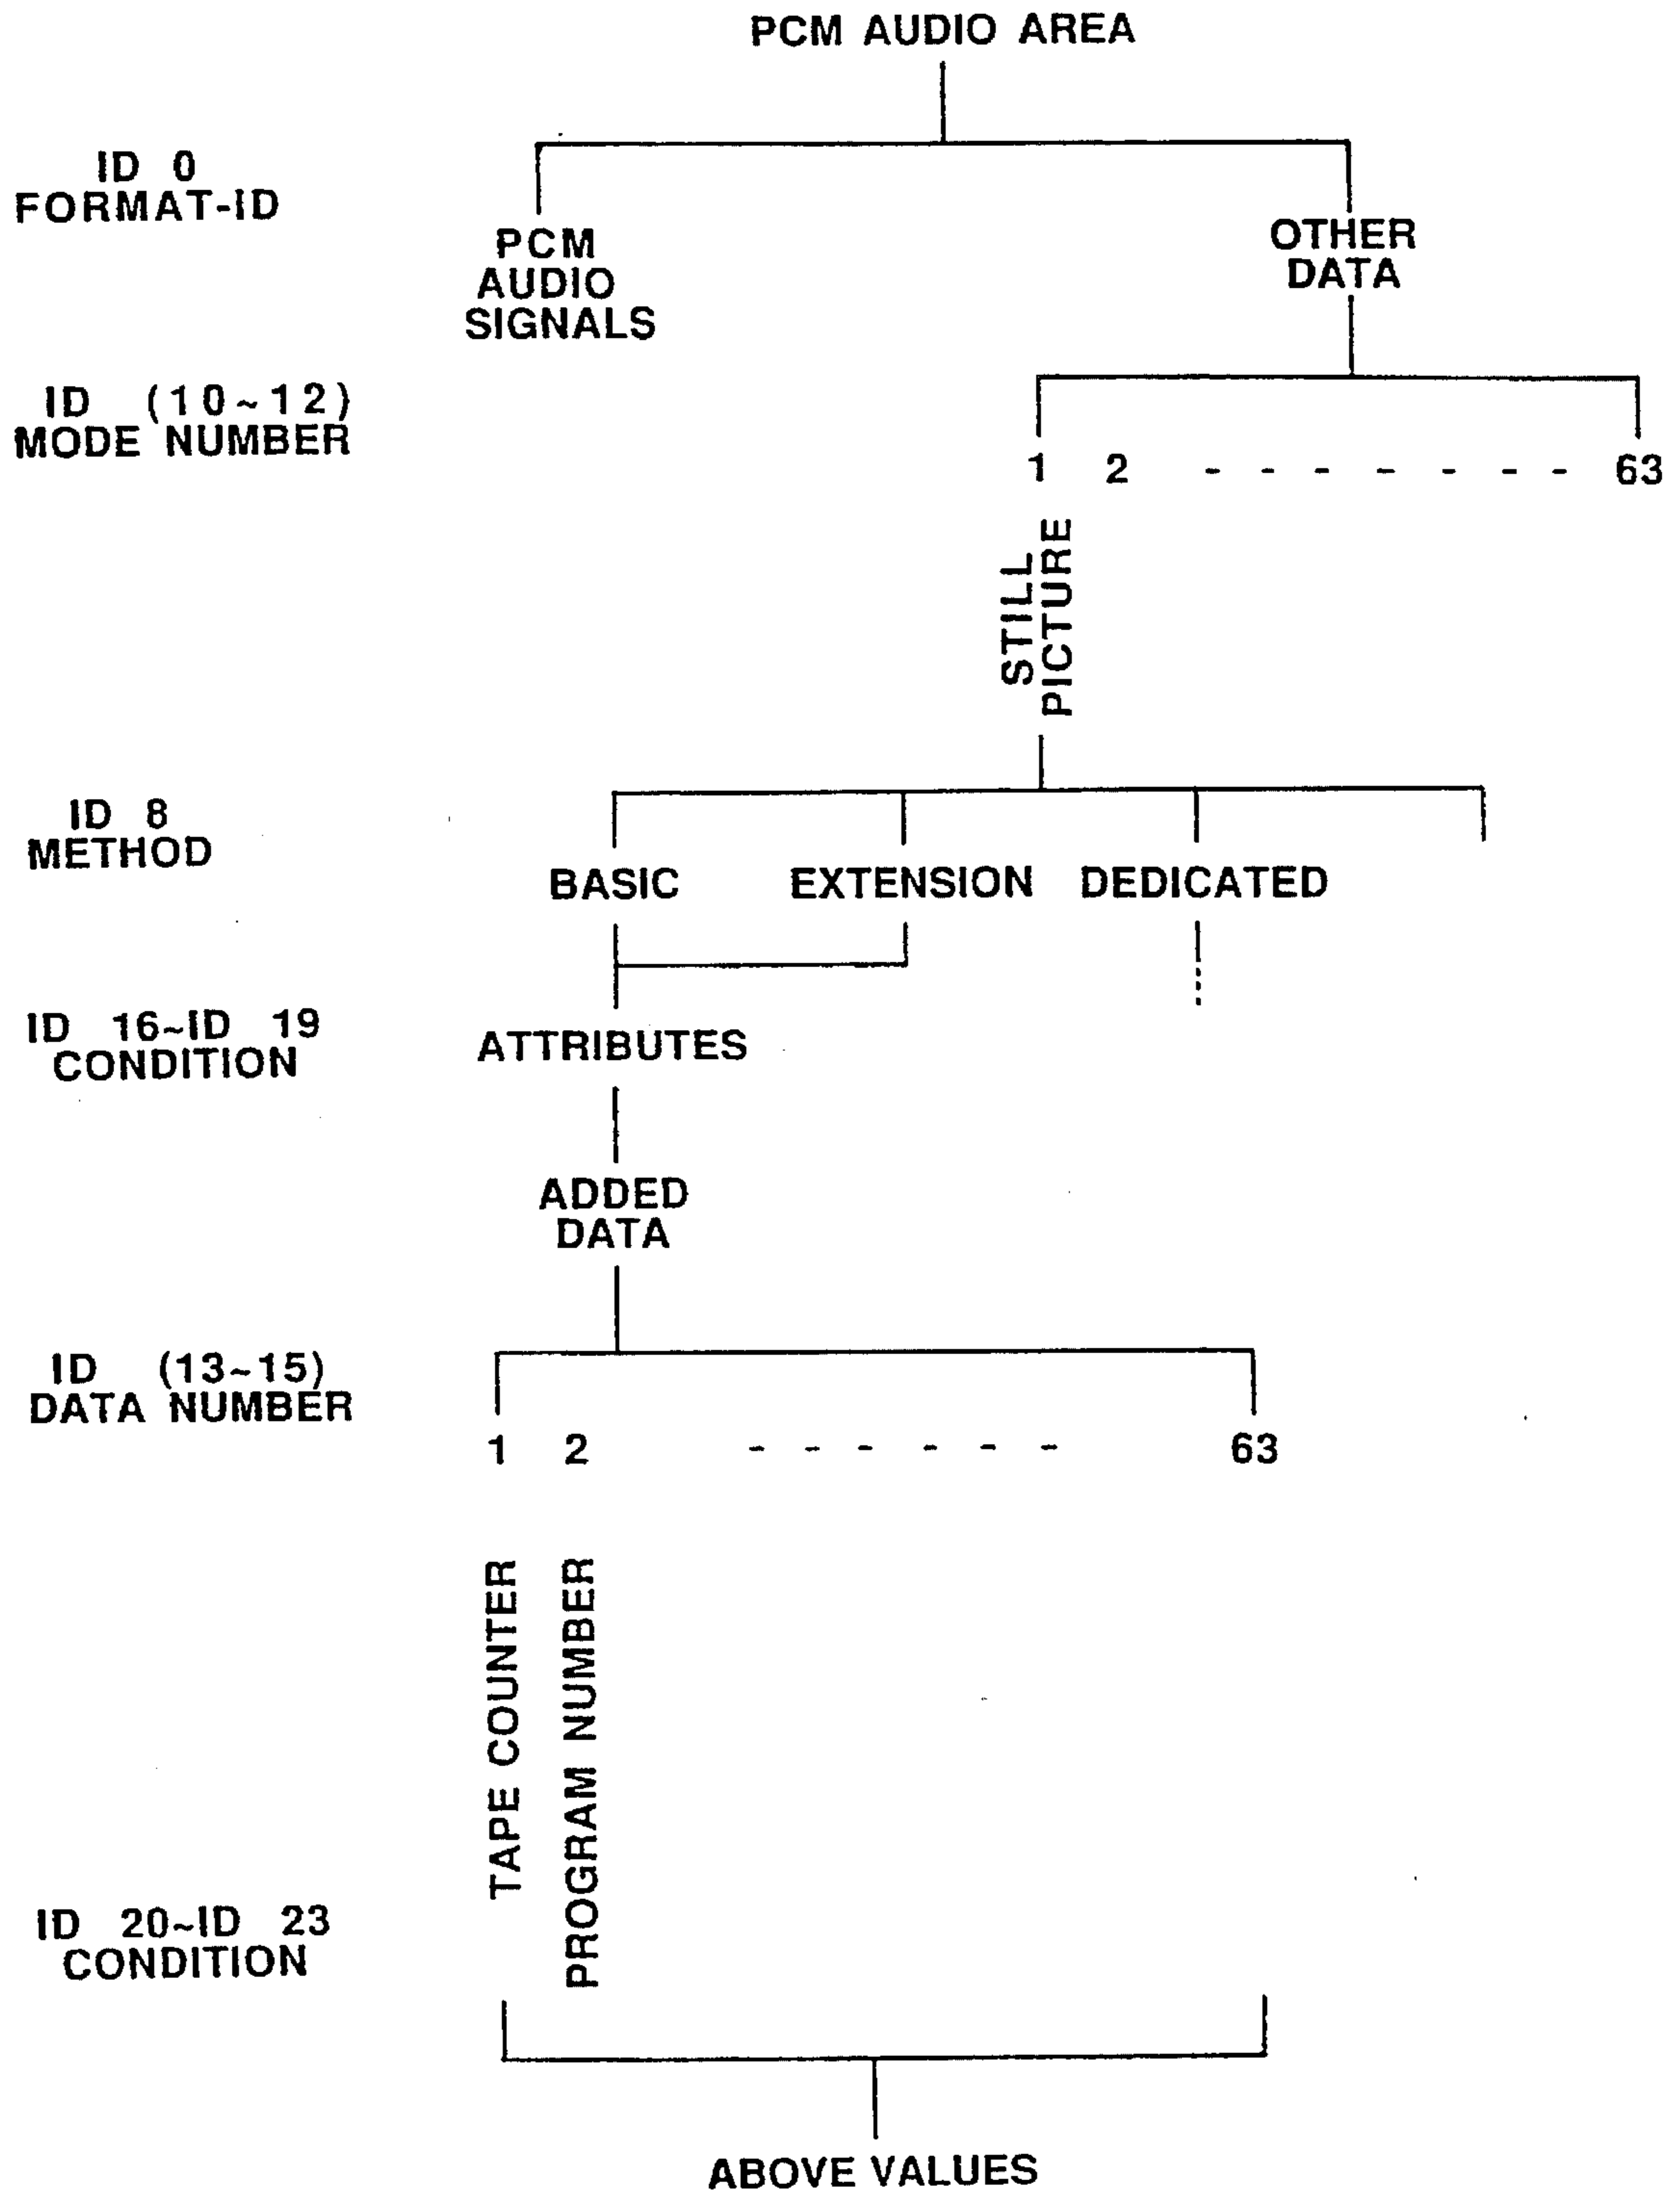 PCM AUDIO AREA
ID 0
FORMAT-ID
PCM
AUDIO
SIGNALS
OTHER
DATA
ID (10~12)
MODE NUMBER
1 2 - - - - - - - 63
STILL
PICTURE
ID 8
METHOD
BASIC EXTENSION DEDICATED
ID 16~ID 19
CONDITION
ATTRIBUTES
ADDED
DATA
ID (13~15)
DATA NUMBER
1 2 - - - - - - 63
TAPE COUNTER
PROGRAM NUMBER
ID 20~ID 23
CONDITION
ABOVE VALUES